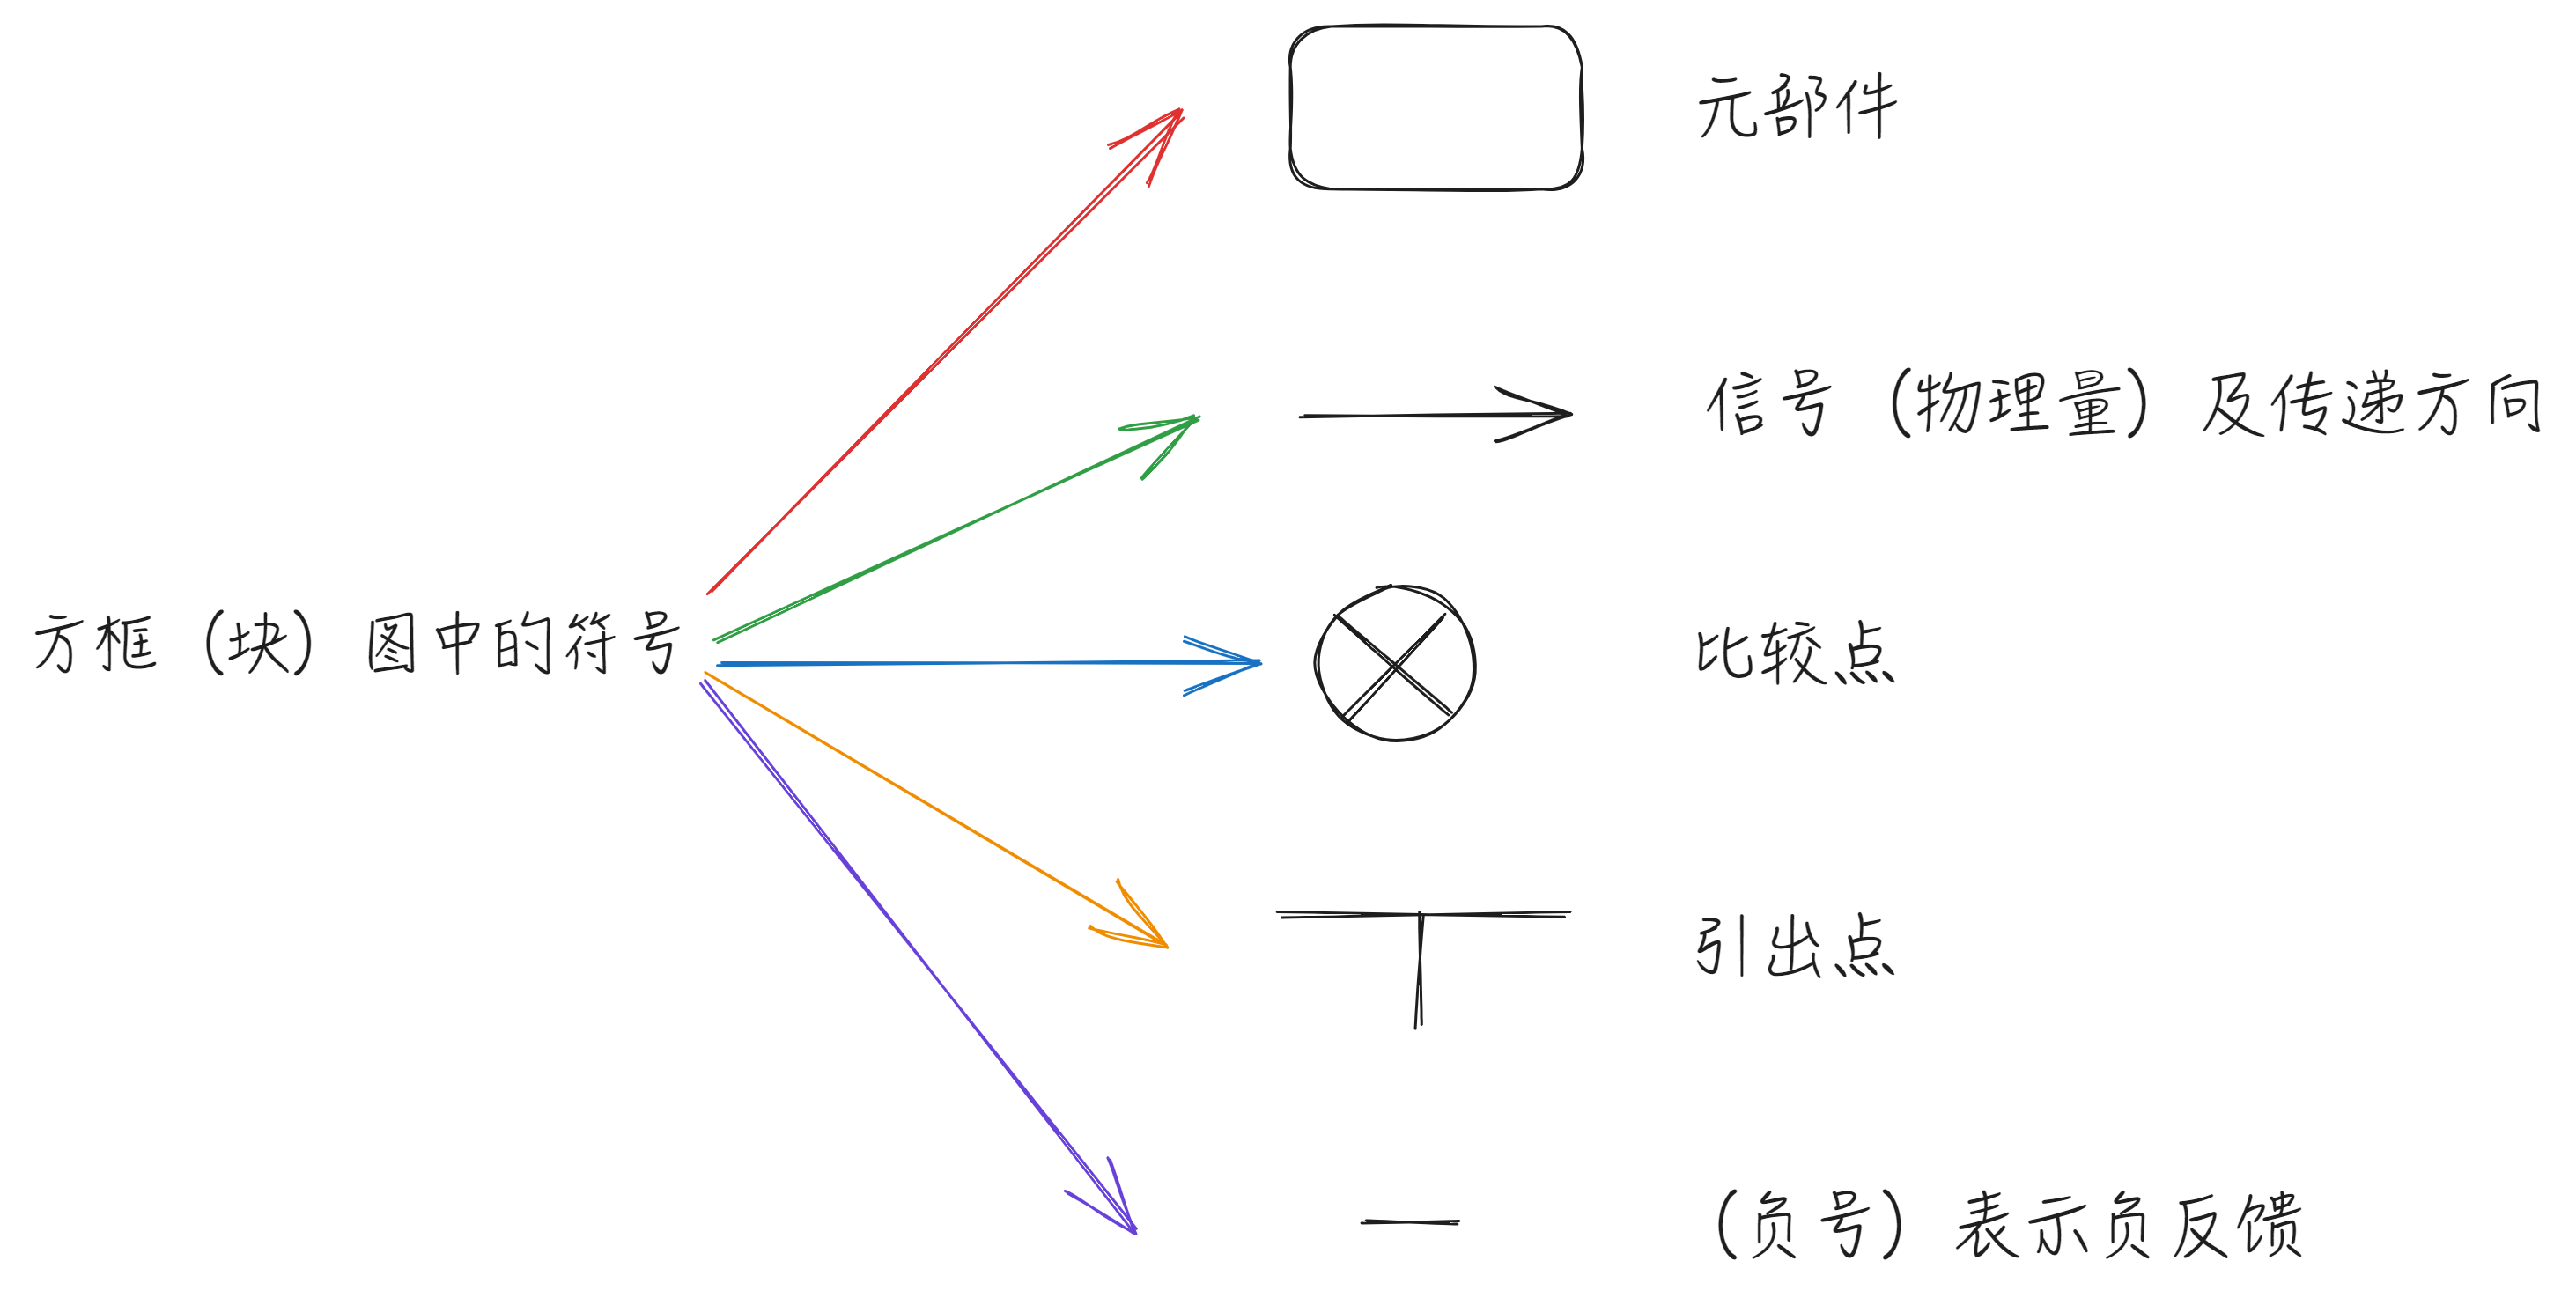 元部件
信号（物理量）及传递方向
方框（块）图中的符号
比较点
引出点
（负号）表示负反馈